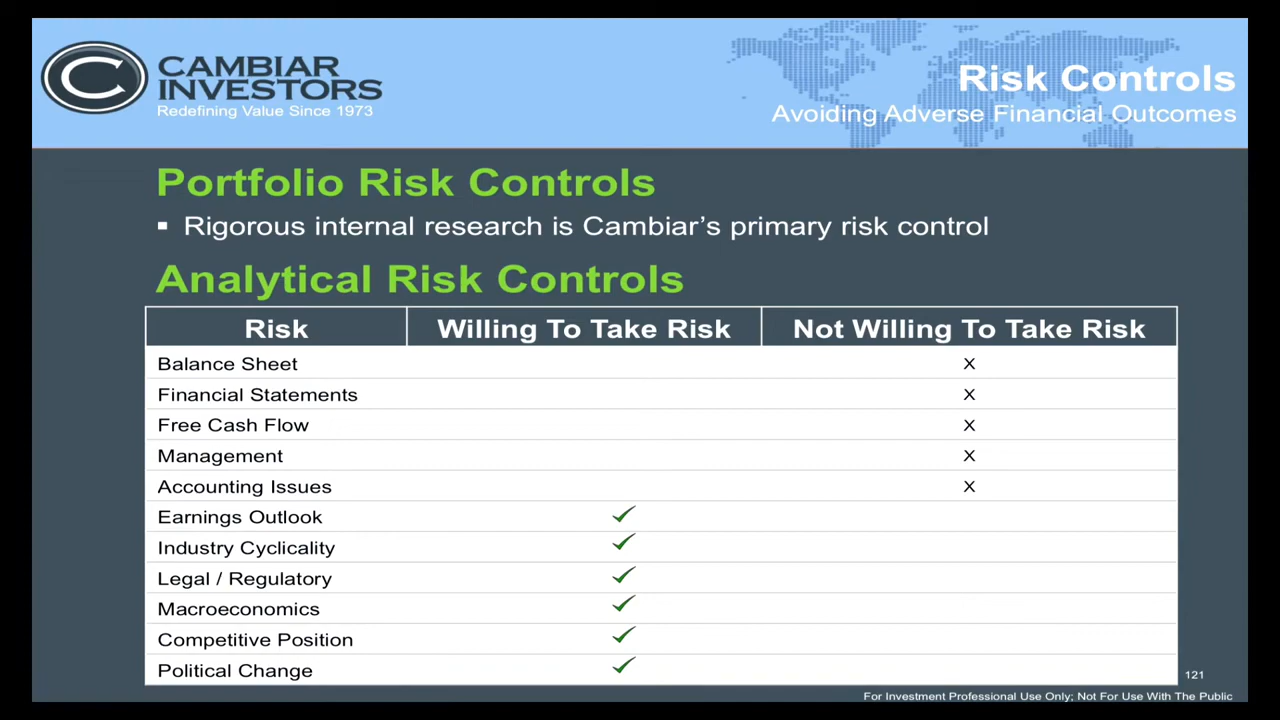 C
CAMBIAR
INVESTORS
Redefining Value Since 1973
Risk Controls
Avoiding Adverse Financial Outcomes
Portfolio Risk Controls
▪ Rigorous internal research is Cambiar’s primary risk control
Analytical Risk Controls
Risk Willing To Take Risk Not Willing To Take Risk
Balance Sheet X
Financial Statements X
Free Cash Flow X
Management X
Accounting Issues X
Earnings Outlook ✓
Industry Cyclicality ✓
Legal / Regulatory ✓
Macroeconomics ✓
Competitive Position ✓
Political Change ✓
121
For Investment Professional Use Only; Not For Use With The Public